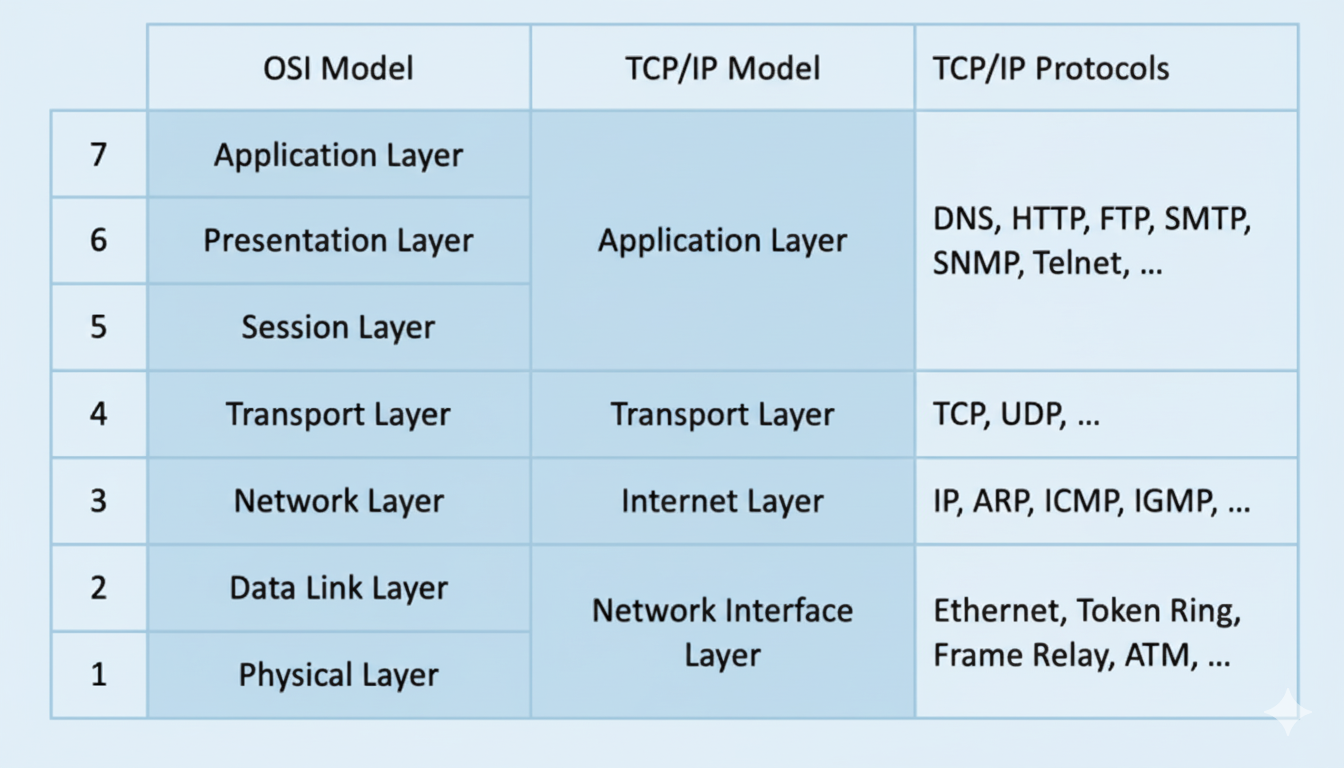 OSI Model
TCP/IP Model
TCP/IP Protocols
7
Application Layer
Application Layer
DNS, HTTP, FTP, SMTP,
SNMP, Telnet, ...
6
Presentation Layer
5
Session Layer
4
Transport Layer
Transport Layer
TCP, UDP, ...
3
Network Layer
Internet Layer
IP, ARP, ICMP, IGMP, ...
2
Data Link Layer
Network Interface
Layer
Ethernet, Token Ring,
Frame Relay, ATM, ...
1
Physical Layer